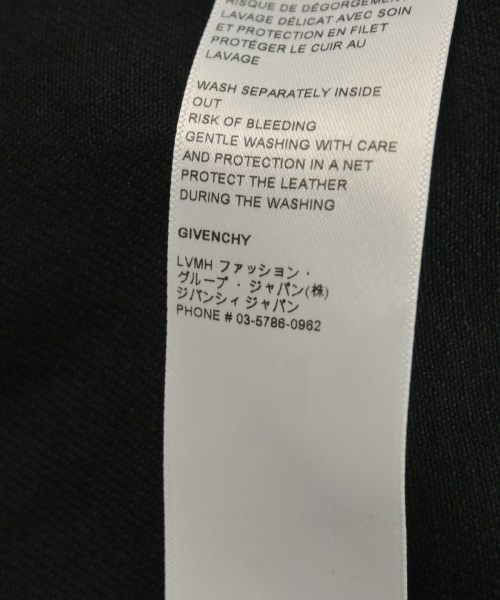 RISQUE DE DÉGORGEMENT
LAVAGE DÉLICAT AVEC SOIN
ET PROTECTION EN FILET
PROTÉGER LE CUIR AU
LAVAGE
WASH SEPARATELY INSIDE
OUT
RISK OF BLEEDING
GENTLE WASHING WITH CARE
AND PROTECTION IN A NET
PROTECT THE LEATHER
DURING THE WASHING
GIVENCHY
LVMH ファッション・
グループ・ジャパン(株)
ジバンシィ ジャパン
PHONE # 03-5786-0962